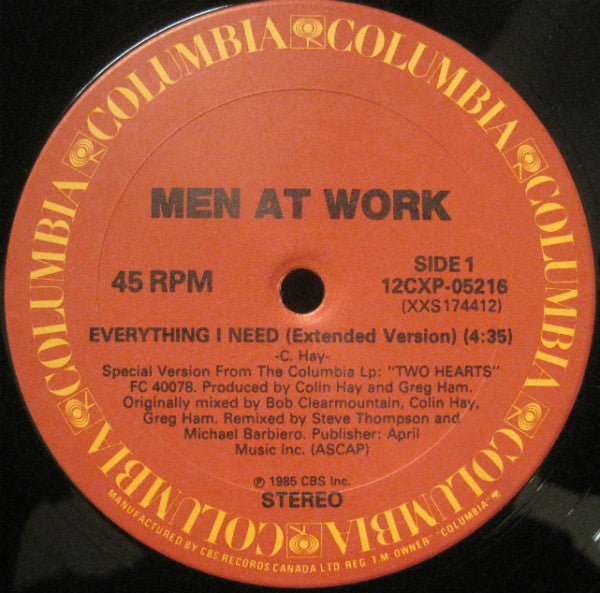 COLUMBIA COLUMBIA COLUMBIA COLUMBIA COLUMBIA COLUMBIA
MEN AT WORK
45 RPM
SIDE 1
12CXP-05216
(XXS174412)
EVERYTHING I NEED (Extended Version) (4:35)
-C. Hay-
Special Version From The Columbia Lp: "TWO HEARTS"
FC 40078. Produced by Colin Hay and Greg Ham.
Originally mixed by Bob Clearmountain, Colin Hay,
Greg Ham. Remixed by Steve Thompson and
Michael Barbiero. Publisher: April
Music Inc. (ASCAP)
℗ 1985 CBS Inc.
STEREO
MANUFACTURED BY CBS RECORDS CANADA LTD. REG. T.M. OWNER "COLUMBIA"